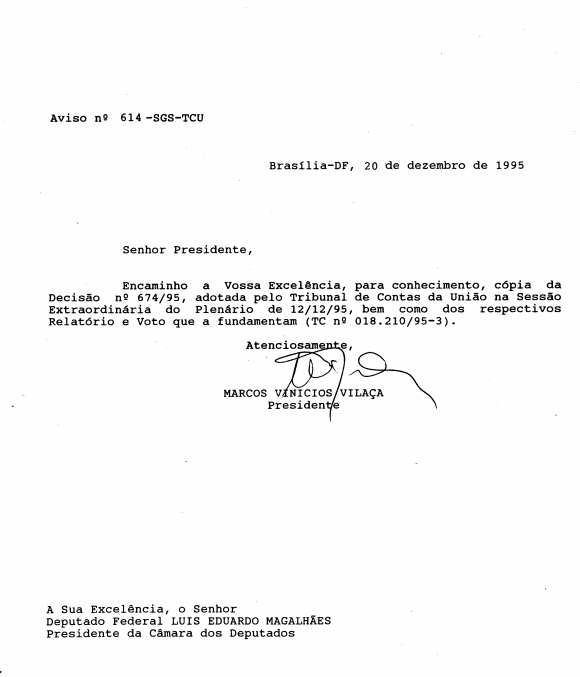 Aviso nº 614-SGS-TCU
Brasília-DF, 20 de dezembro de 1995
Senhor Presidente,
Encaminho a Vossa Excelência, para conhecimento, cópia da
Decisão nº 674/95, adotada pelo Tribunal de Contas da União na Sessão
Extraordinária do Plenário de 12/12/95, bem como dos respectivos
Relatório e Voto que a fundamentam (TC nº 018.210/95-3).
Atenciosamente,
MARCOS VINICIOS VILAÇA
Presidente
A Sua Excelência, o Senhor
Deputado Federal LUIS EDUARDO MAGALHÃES
Presidente da Câmara dos Deputados